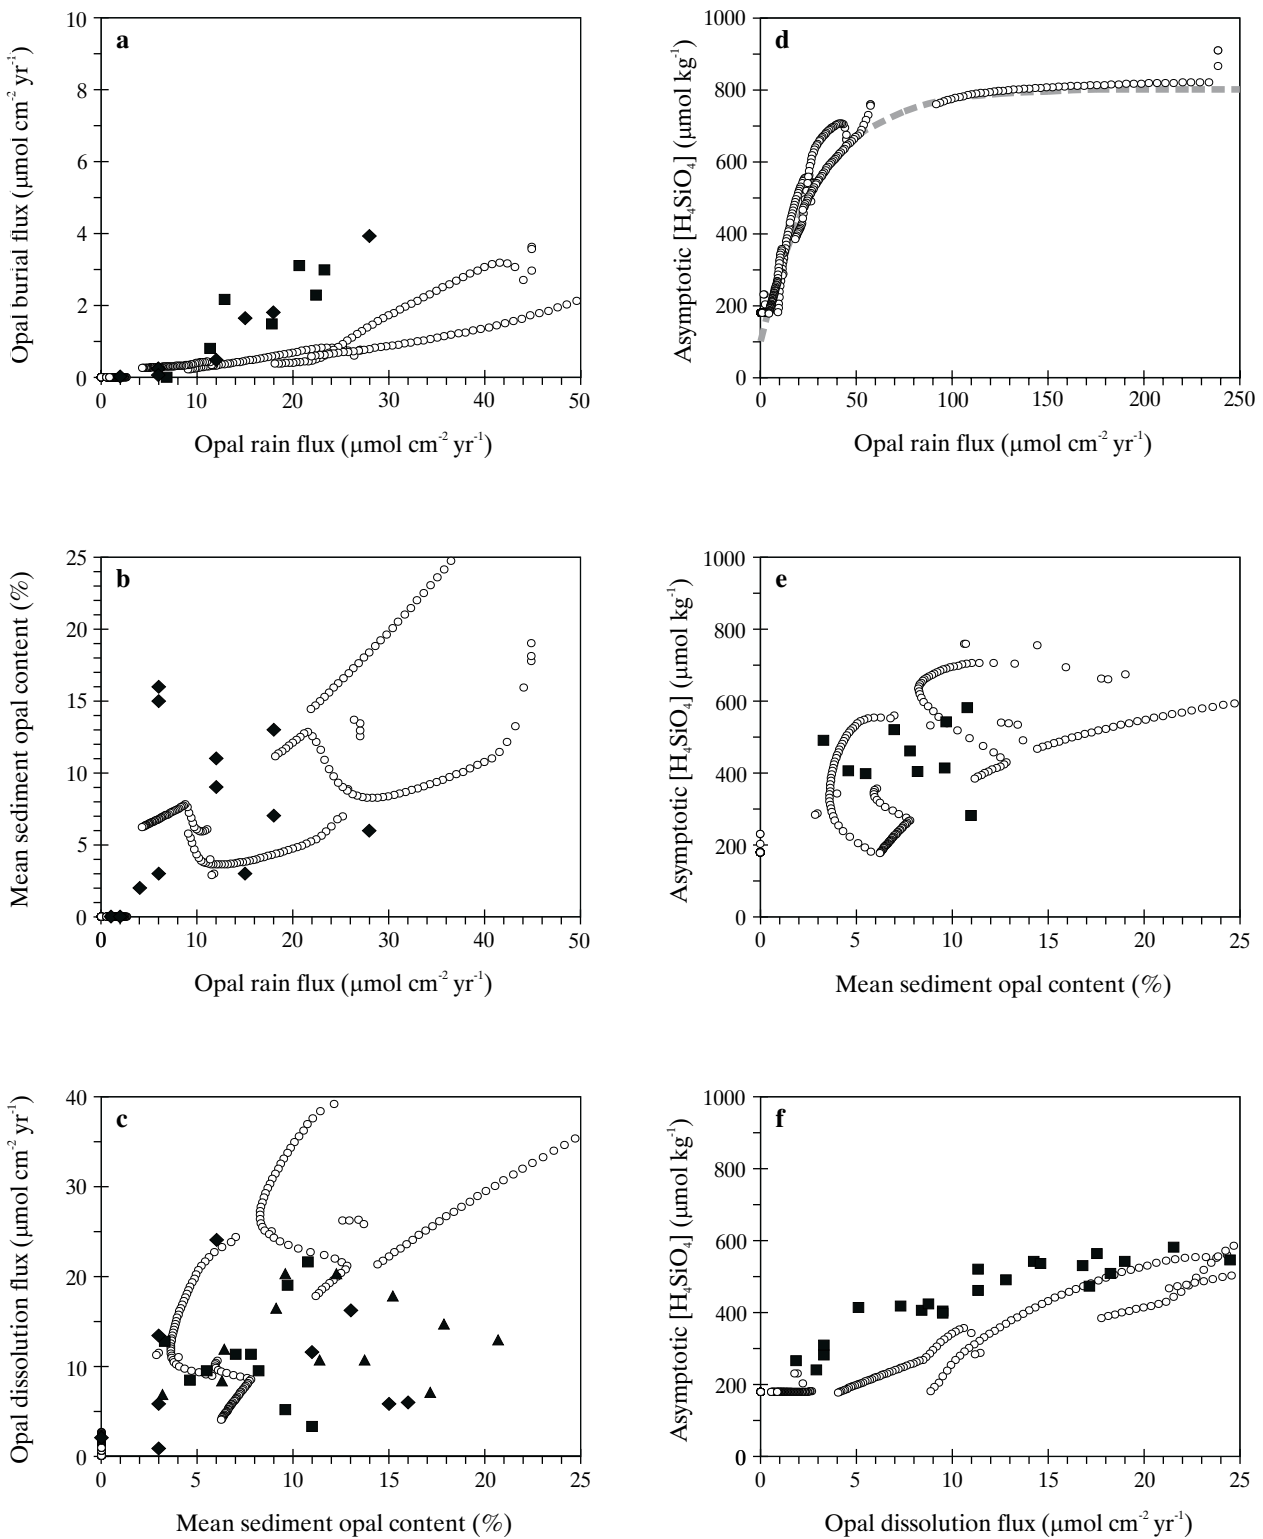 a
10
8
6
4
2
0
0 10 20 30 40 50
Opal burial flux (μmol cm-2 yr-1)
Opal rain flux (μmol cm-2 yr-1)
d
1000
800
600
400
200
0
0 50 100 150 200 250
Asymptotic [H4SiO4] (μmol kg-1)
Opal rain flux (μmol cm-2 yr-1)
b
25
20
15
10
5
0
0 10 20 30 40 50
Mean sediment opal content (%)
Opal rain flux (μmol cm-2 yr-1)
e
1000
800
600
400
200
0
0 5 10 15 20 25
Asymptotic [H4SiO4] (μmol kg-1)
Mean sediment opal content (%)
c
40
30
20
10
0
0 5 10 15 20 25
Opal dissolution flux (μmol cm-2 yr-1)
Mean sediment opal content (%)
f
1000
800
600
400
200
0
0 5 10 15 20 25
Asymptotic [H4SiO4] (μmol kg-1)
Opal dissolution flux (μmol cm-2 yr-1)